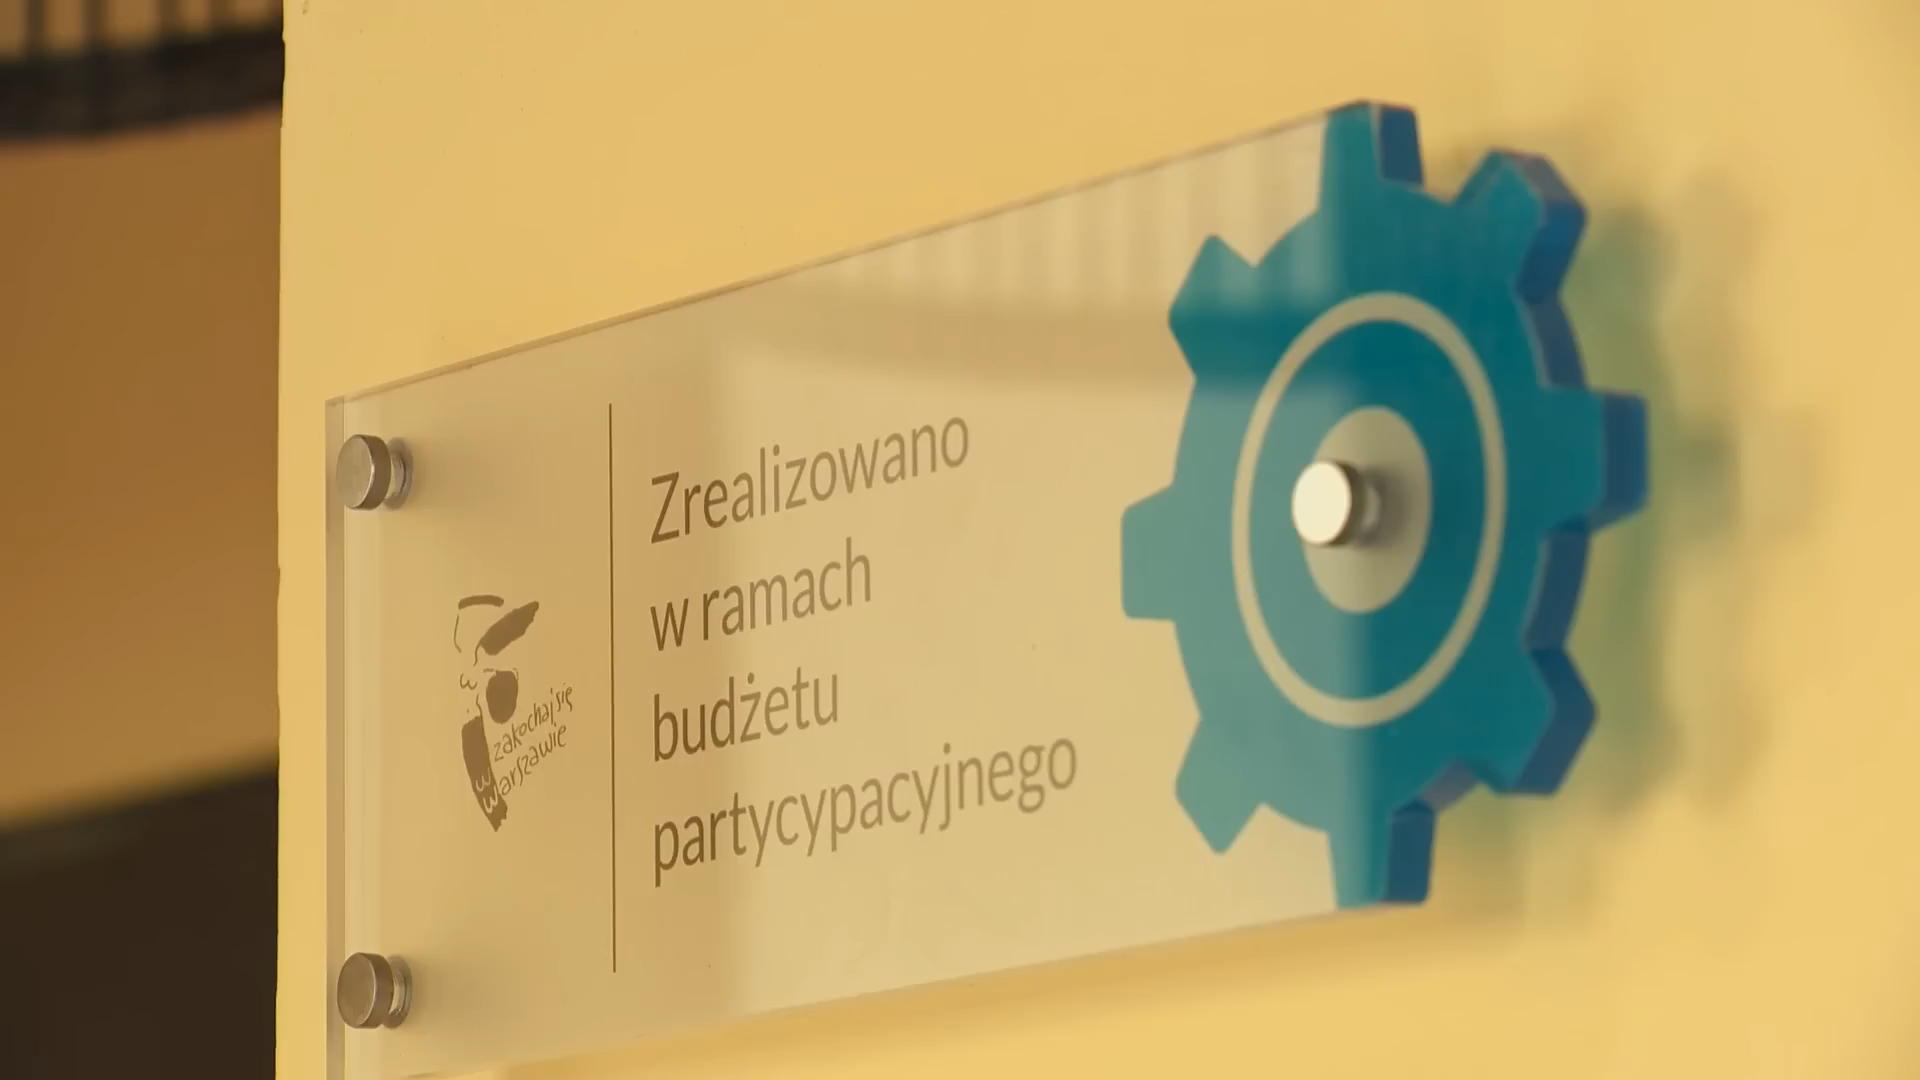 zakochaj się
w warszawie
Zrealizowano
w ramach
budżetu
partycypacyjnego